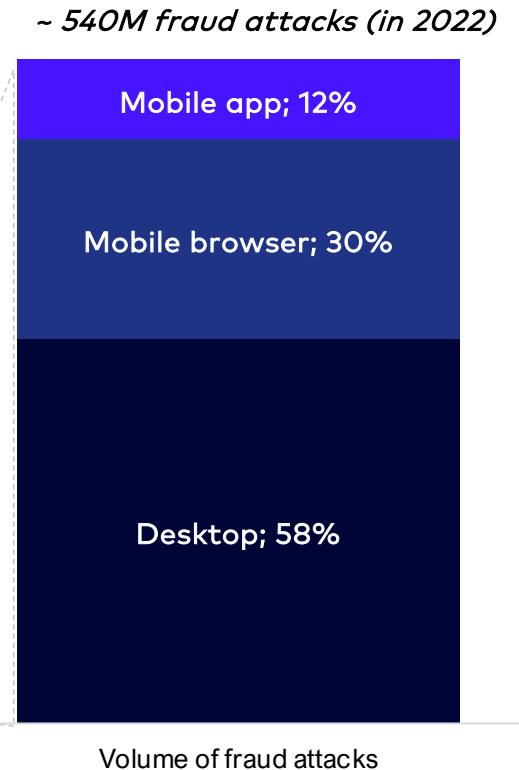 ~ 540M fraud attacks (in 2022)
Mobile app; 12%
Mobile browser; 30%
Desktop; 58%
Volume of fraud attacks